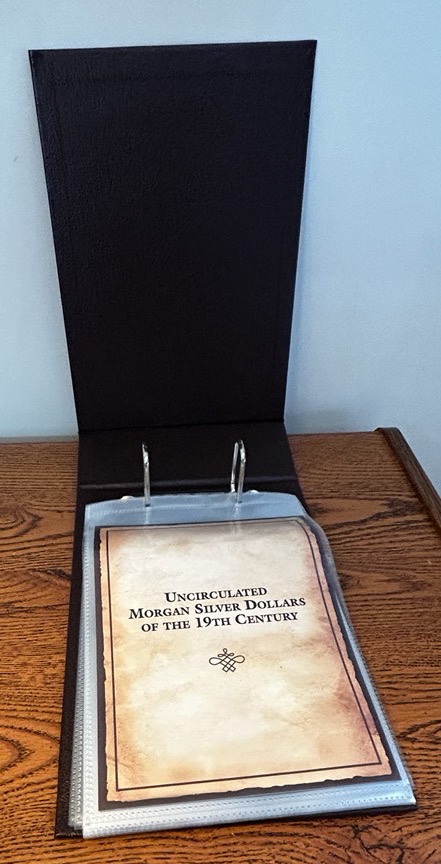 Uncirculated
Morgan Silver Dollars
of the 19th Century